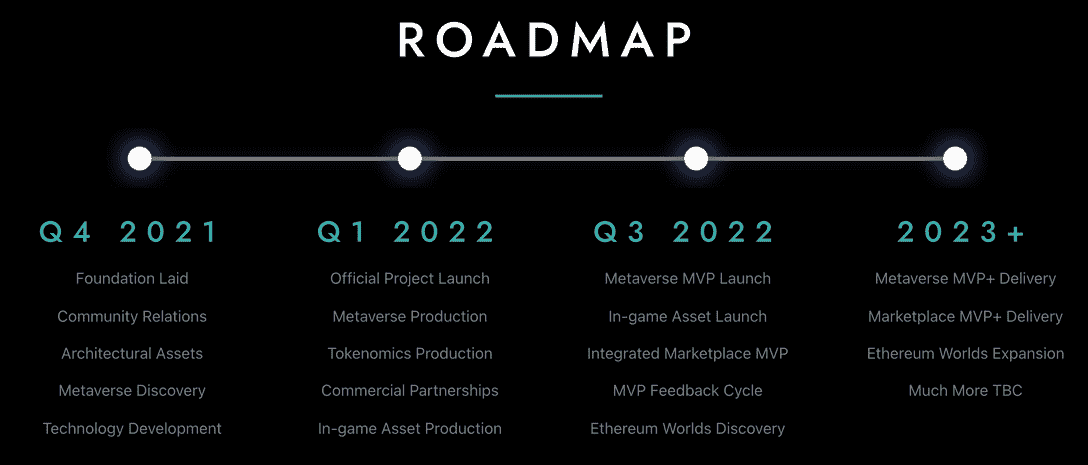 ROADMAP
Q4 2021
Foundation Laid
Community Relations
Architectural Assets
Metaverse Discovery
Technology Development
Q1 2022
Official Project Launch
Metaverse Production
Tokenomics Production
Commercial Partnerships
In-game Asset Production
Q3 2022
Metaverse MVP Launch
In-game Asset Launch
Integrated Marketplace MVP
MVP Feedback Cycle
Ethereum Worlds Discovery
2023+
Metaverse MVP+ Delivery
Marketplace MVP+ Delivery
Ethereum Worlds Expansion
Much More TBC